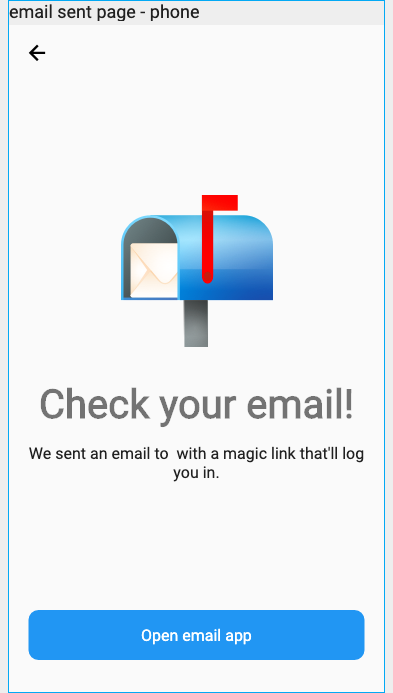 email sent page - phone
Check your email!
We sent an email to  with a magic link that'll log
you in.
Open email app